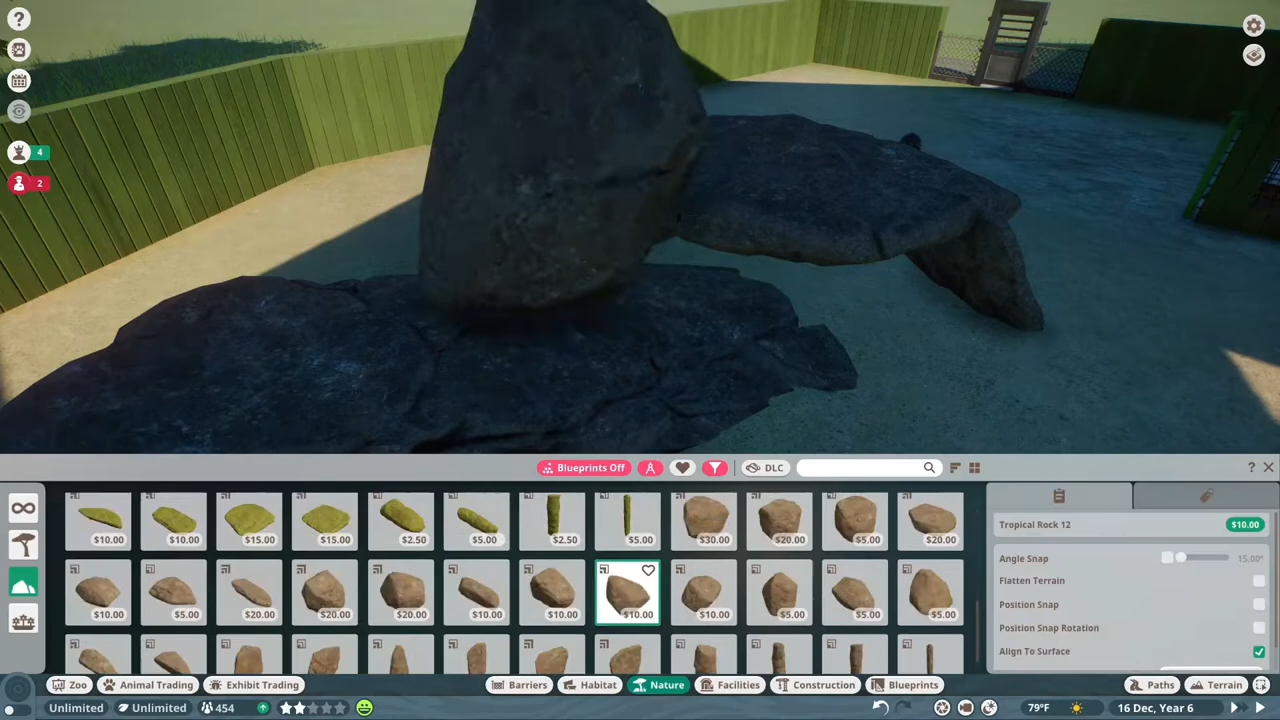 ?
4
2
Blueprints Off
DLC
? ×
$10.00 $10.00 $15.00 $15.00 $2.50 $5.00 $2.50 $5.00 $30.00 $20.00 $5.00 $20.00
$10.00 $5.00 $20.00 $20.00 $20.00 $10.00 $10.00 $10.00 $10.00 $5.00 $5.00 $5.00
Tropical Rock 12 $10.00
Angle Snap 15.00°
Flatten Terrain
Position Snap
Position Snap Rotation
Align To Surface
Zoo Animal Trading Exhibit Trading Barriers Habitat Nature Facilities Construction Blueprints Paths Terrain
Unlimited Unlimited 454 79°F 16 Dec, Year 6